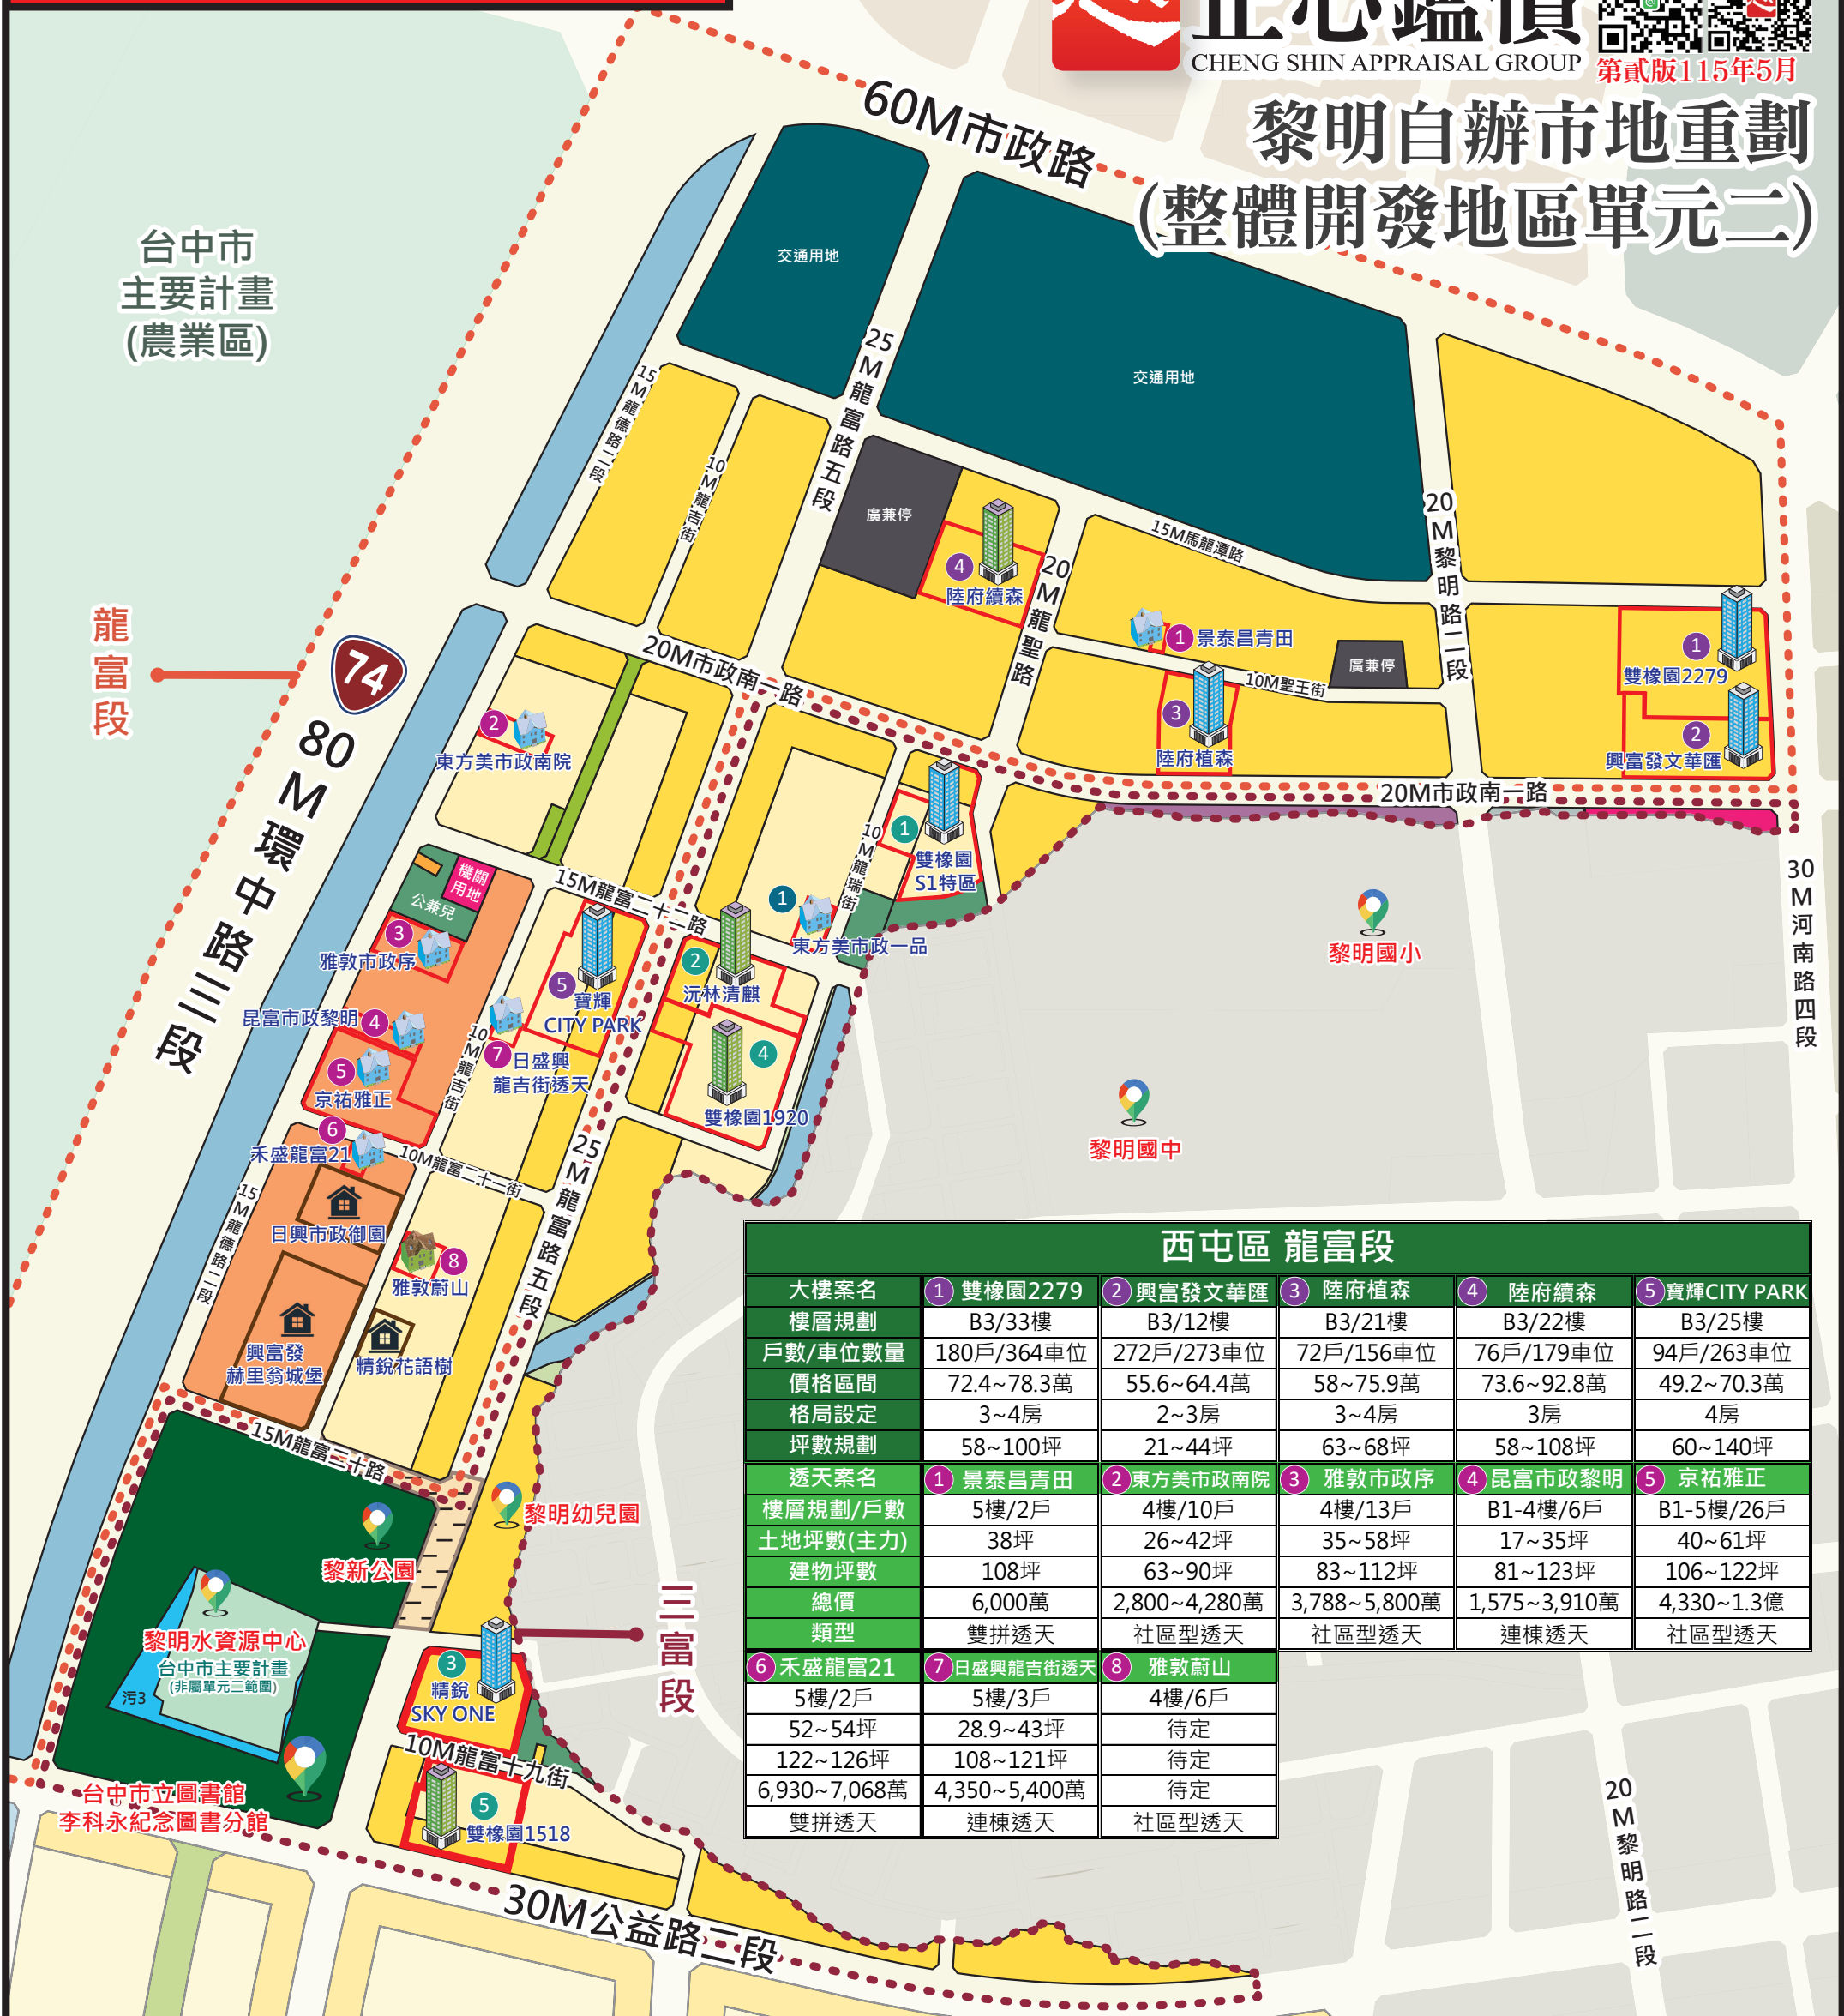 正心鑑價
CHENG SHIN APPRAISAL GROUP
第貳版115年5月
黎明自辦市地重劃
(整體開發地區單元二)
60M市政路
台中市
主要計畫
(農業區)
交通用地
交通用地
25M龍富路五段
15M龍德路二段
10M龍吉街
廣兼停
4
陸府續森
15M馬龍潭路
20M黎明路二段
20M龍聖路
1 景泰昌青田
廣兼停
10M聖王街
3
陸府植森
1
雙橡園2279
2
興富發文華匯
龍富段
74
80M環中路三段
20M市政南一路
20M市政南一路
2
東方美市政南院
10M龍瑞街
1
雙橡園
S1特區
30M河南路四段
機關
用地
公兼兒
15M龍富二十二路
1
東方美市政一品
3
雅敦市政序
5
寶輝
CITY PARK
2
沅林清麒
黎明國小
昆富市政黎明 4
10M龍吉街
7 日盛興
龍吉街透天
4
雙橡園1920
5
京祐雅正
黎明國中
6
禾盛龍富21
10M龍富二十一街
25M龍富路五段
15M龍德路二段
日興市政御園
8
雅敦蔚山
興富發
赫里翁城堡
精銳花語樹
15M龍富二十路
黎明幼兒園
黎新公園
三富段
黎明水資源中心
台中市主要計畫
(非屬單元二範圍)
污3
3
精銳
SKY ONE
10M龍富十九街
5
雙橡園1518
台中市立圖書館
李科永紀念圖書分館
30M公益路二段
20M黎明路二段
西屯區 龍富段
大樓案名 1 雙橡園2279 2 興富發文華匯 3 陸府植森 4 陸府續森 5 寶輝CITY PARK
樓層規劃 B3/33樓 B3/12樓 B3/21樓 B3/22樓 B3/25樓
戶數/車位數量 180戶/364車位 272戶/273車位 72戶/156車位 76戶/179車位 94戶/263車位
價格區間 72.4~78.3萬 55.6~64.4萬 58~75.9萬 73.6~92.8萬 49.2~70.3萬
格局設定 3~4房 2~3房 3~4房 3房 4房
坪數規劃 58~100坪 21~44坪 63~68坪 58~108坪 60~140坪
透天案名 1 景泰昌青田 2 東方美市政南院 3 雅敦市政序 4 昆富市政黎明 5 京祐雅正
樓層規劃/戶數 5樓/2戶 4樓/10戶 4樓/13戶 B1-4樓/6戶 B1-5樓/26戶
土地坪數(主力) 38坪 26~42坪 35~58坪 17~35坪 40~61坪
建物坪數 108坪 63~90坪 83~112坪 81~123坪 106~122坪
總價 6,000萬 2,800~4,280萬 3,788~5,800萬 1,575~3,910萬 4,330~1.3億
類型 雙拼透天 社區型透天 社區型透天 連棟透天 社區型透天
6 禾盛龍富21 7 日盛興龍吉街透天 8 雅敦蔚山
5樓/2戶 5樓/3戶 4樓/6戶
52~54坪 28.9~43坪 待定
122~126坪 108~121坪 待定
6,930~7,068萬 4,350~5,400萬 待定
雙拼透天 連棟透天 社區型透天